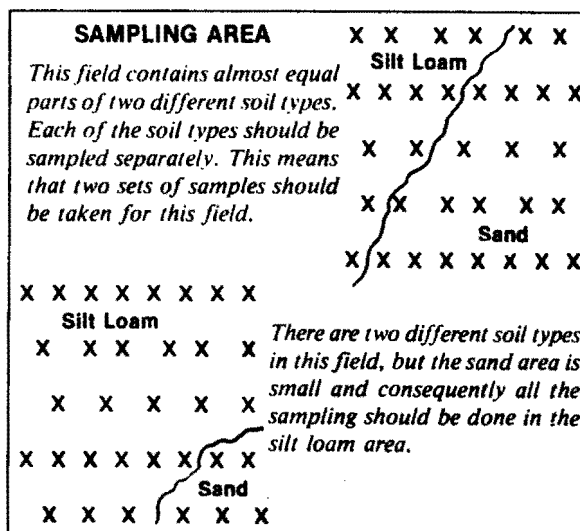 SAMPLING AREA
This field contains almost equal
parts of two different soil types.
Each of the soil types should be
sampled separately. This means
that two sets of samples should
be taken for this field.
X X X X X X
Silt Loam
X X X X X X X X
X X X X X
X X X X X X
Sand
X X X X X X X X
X X X X X X X X
Silt Loam
X X X X X X
X X X X X
X X X X X X X X
Sand
X X X X X X
There are two different soil types
in this field, but the sand area is
small and consequently all the
sampling should be done in the
silt loam area.